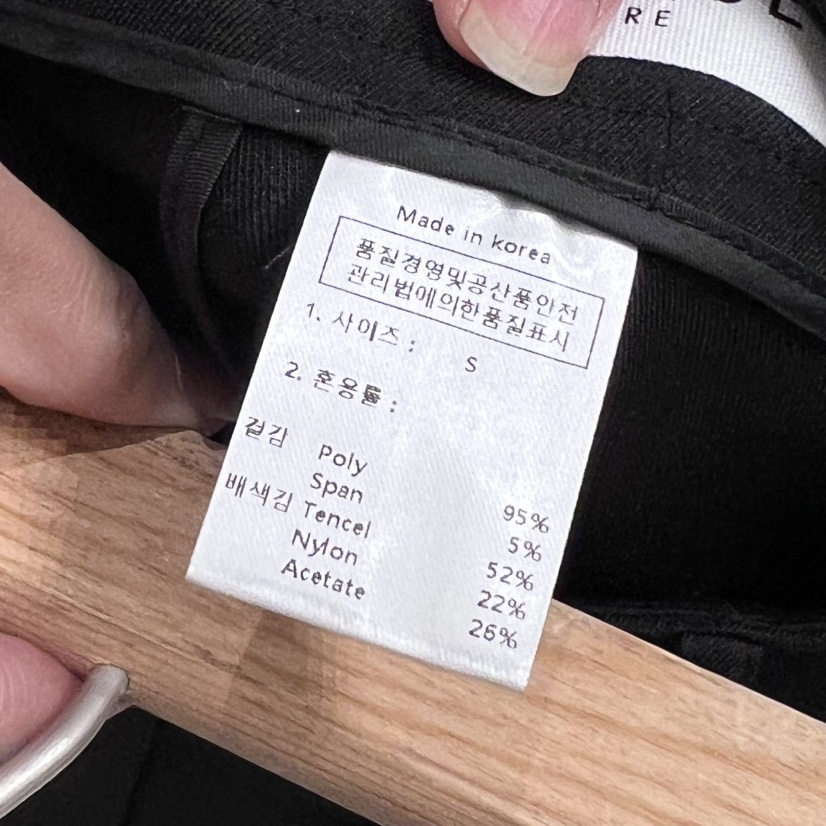 RE
Made in korea
품질경영및공산품안전
관리법에의한품질표시
1. 사이즈 : S
2. 혼용률 :
겉감 Poly 95%
Span 5%
배색감 Tencel 52%
Nylon 22%
Acetate 26%